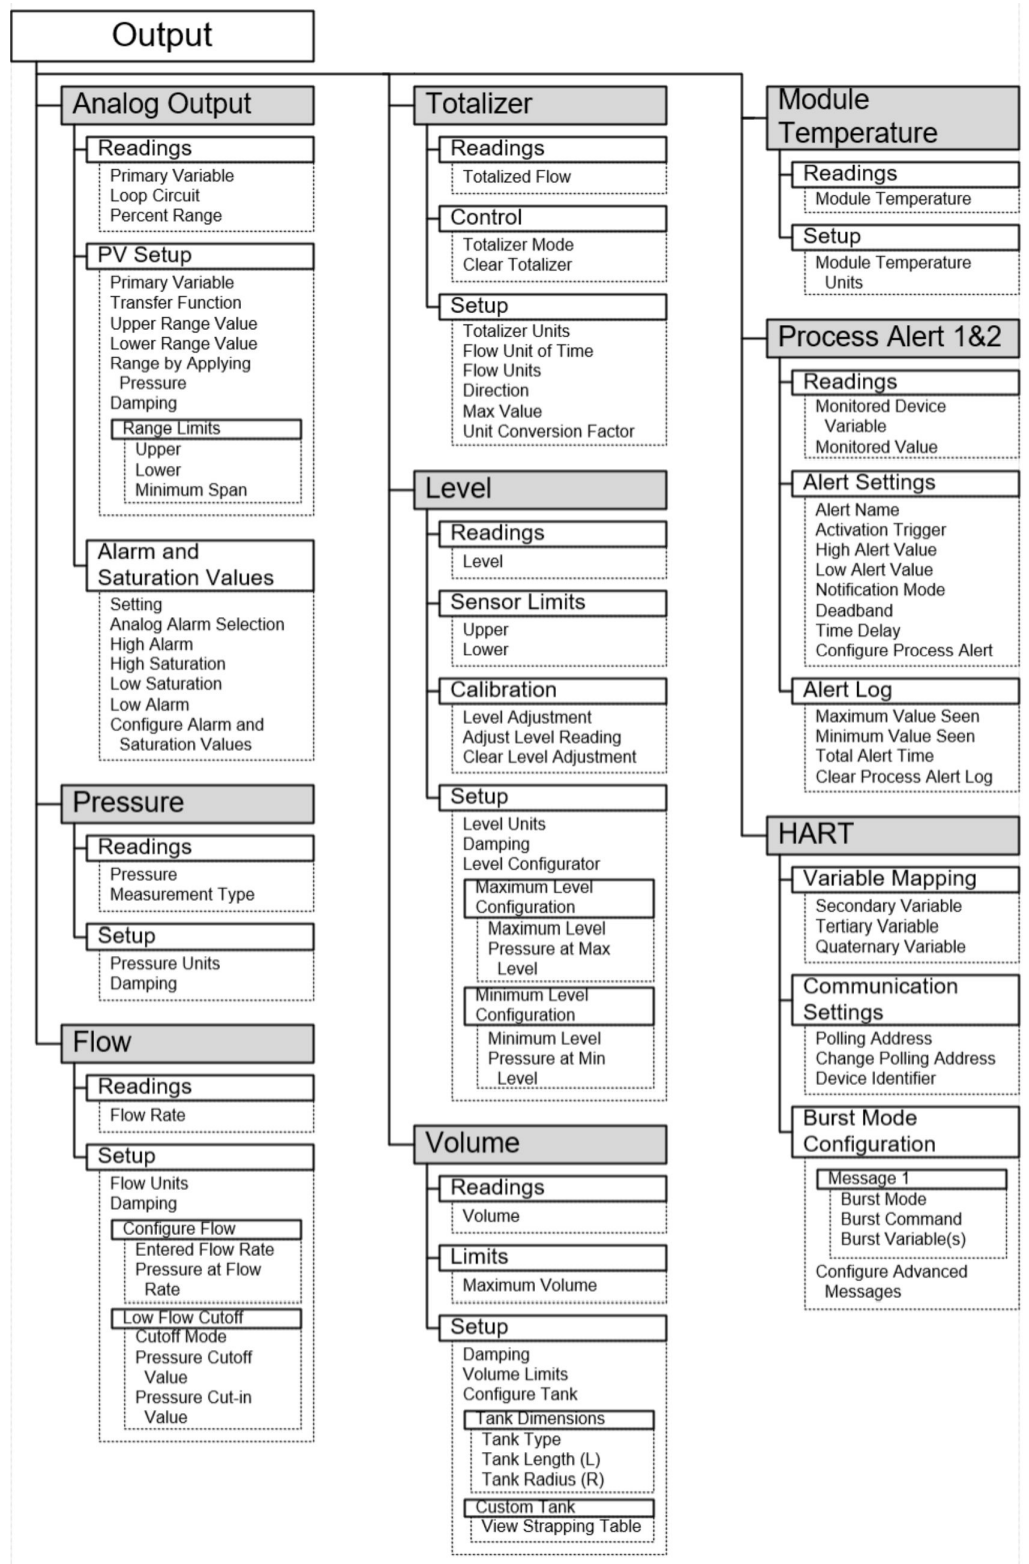 Output
Analog Output
Readings
Primary Variable
Loop Circuit
Percent Range
PV Setup
Primary Variable
Transfer Function
Upper Range Value
Lower Range Value
Range by Applying
Pressure
Damping
Range Limits
Upper
Lower
Minimum Span
Alarm and
Saturation Values
Setting
Analog Alarm Selection
High Alarm
High Saturation
Low Saturation
Low Alarm
Configure Alarm and
Saturation Values
Pressure
Readings
Pressure
Measurement Type
Setup
Pressure Units
Damping
Flow
Readings
Flow Rate
Setup
Flow Units
Damping
Configure Flow
Entered Flow Rate
Pressure at Flow
Rate
Low Flow Cutoff
Cutoff Mode
Pressure Cutoff
Value
Pressure Cut-in
Value
Totalizer
Readings
Totalized Flow
Control
Totalizer Mode
Clear Totalizer
Setup
Totalizer Units
Flow Unit of Time
Flow Units
Direction
Max Value
Unit Conversion Factor
Level
Readings
Level
Sensor Limits
Upper
Lower
Calibration
Level Adjustment
Adjust Level Reading
Clear Level Adjustment
Setup
Level Units
Damping
Level Configurator
Maximum Level
Configuration
Maximum Level
Pressure at Max
Level
Minimum Level
Configuration
Minimum Level
Pressure at Min
Level
Volume
Readings
Volume
Limits
Maximum Volume
Setup
Damping
Volume Limits
Configure Tank
Tank Dimensions
Tank Type
Tank Length (L)
Tank Radius (R)
Custom Tank
View Strapping Table
Module
Temperature
Readings
Module Temperature
Setup
Module Temperature
Units
Process Alert 1&2
Readings
Monitored Device
Variable
Monitored Value
Alert Settings
Alert Name
Activation Trigger
High Alert Value
Low Alert Value
Notification Mode
Deadband
Time Delay
Configure Process Alert
Alert Log
Maximum Value Seen
Minimum Value Seen
Total Alert Time
Clear Process Alert Log
HART
Variable Mapping
Secondary Variable
Tertiary Variable
Quaternary Variable
Communication
Settings
Polling Address
Change Polling Address
Device Identifier
Burst Mode
Configuration
Message 1
Burst Mode
Burst Command
Burst Variable(s)
Configure Advanced
Messages